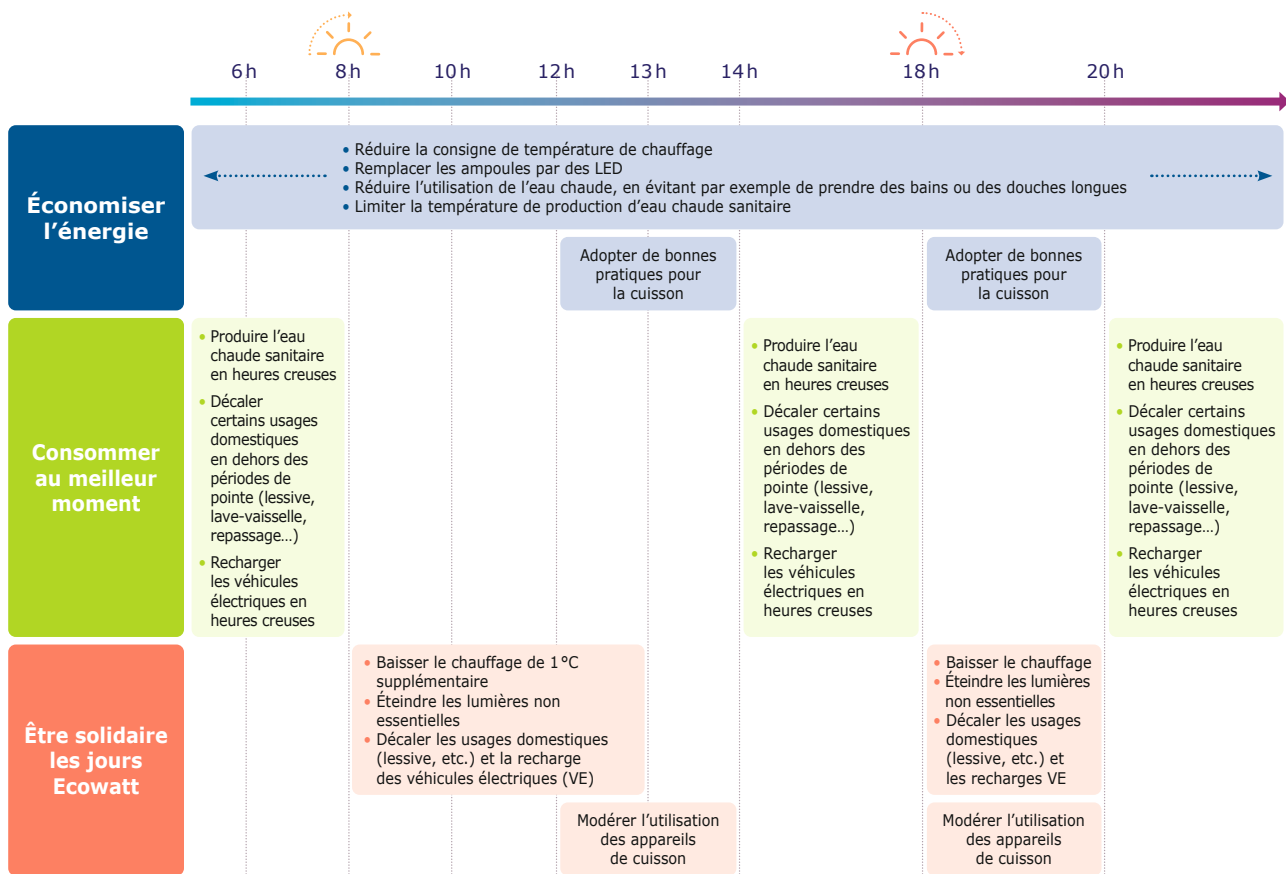 6 h 8 h 10 h 12 h 13 h 14 h 18 h 20 h
Économiser
l’énergie
• Réduire la consigne de température de chauffage
• Remplacer les ampoules par des LED
• Réduire l’utilisation de l’eau chaude, en évitant par exemple de prendre des bains ou des douches longues
• Limiter la température de production d’eau chaude sanitaire
Adopter de bonnes
pratiques pour
la cuisson
Adopter de bonnes
pratiques pour
la cuisson
Consommer
au meilleur
moment
• Produire l’eau
chaude sanitaire
en heures creuses
• Décaler
certains usages
domestiques
en dehors des
périodes de
pointe (lessive,
lave-vaisselle,
repassage…)
• Recharger
les véhicules
électriques en
heures creuses
• Produire l’eau
chaude sanitaire
en heures creuses
• Décaler certains
usages domestiques
en dehors des
périodes de
pointe (lessive,
lave-vaisselle,
repassage…)
• Recharger
les véhicules
électriques en
heures creuses
• Produire l’eau
chaude sanitaire
en heures creuses
• Décaler certains
usages domestiques
en dehors des
périodes de
pointe (lessive,
lave-vaisselle,
repassage…)
• Recharger
les véhicules
électriques en
heures creuses
Être solidaire
les jours
Ecowatt
• Baisser le chauffage de 1 °C
supplémentaire
• Éteindre les lumières non
essentielles
• Décaler les usages domestiques
(lessive, etc.) et la recharge
des véhicules électriques (VE)
• Baisser le chauffage
• Éteindre les lumières
non essentielles
• Décaler les usages
domestiques
(lessive, etc.) et
les recharges VE
Modérer l’utilisation
des appareils
de cuisson
Modérer l’utilisation
des appareils
de cuisson